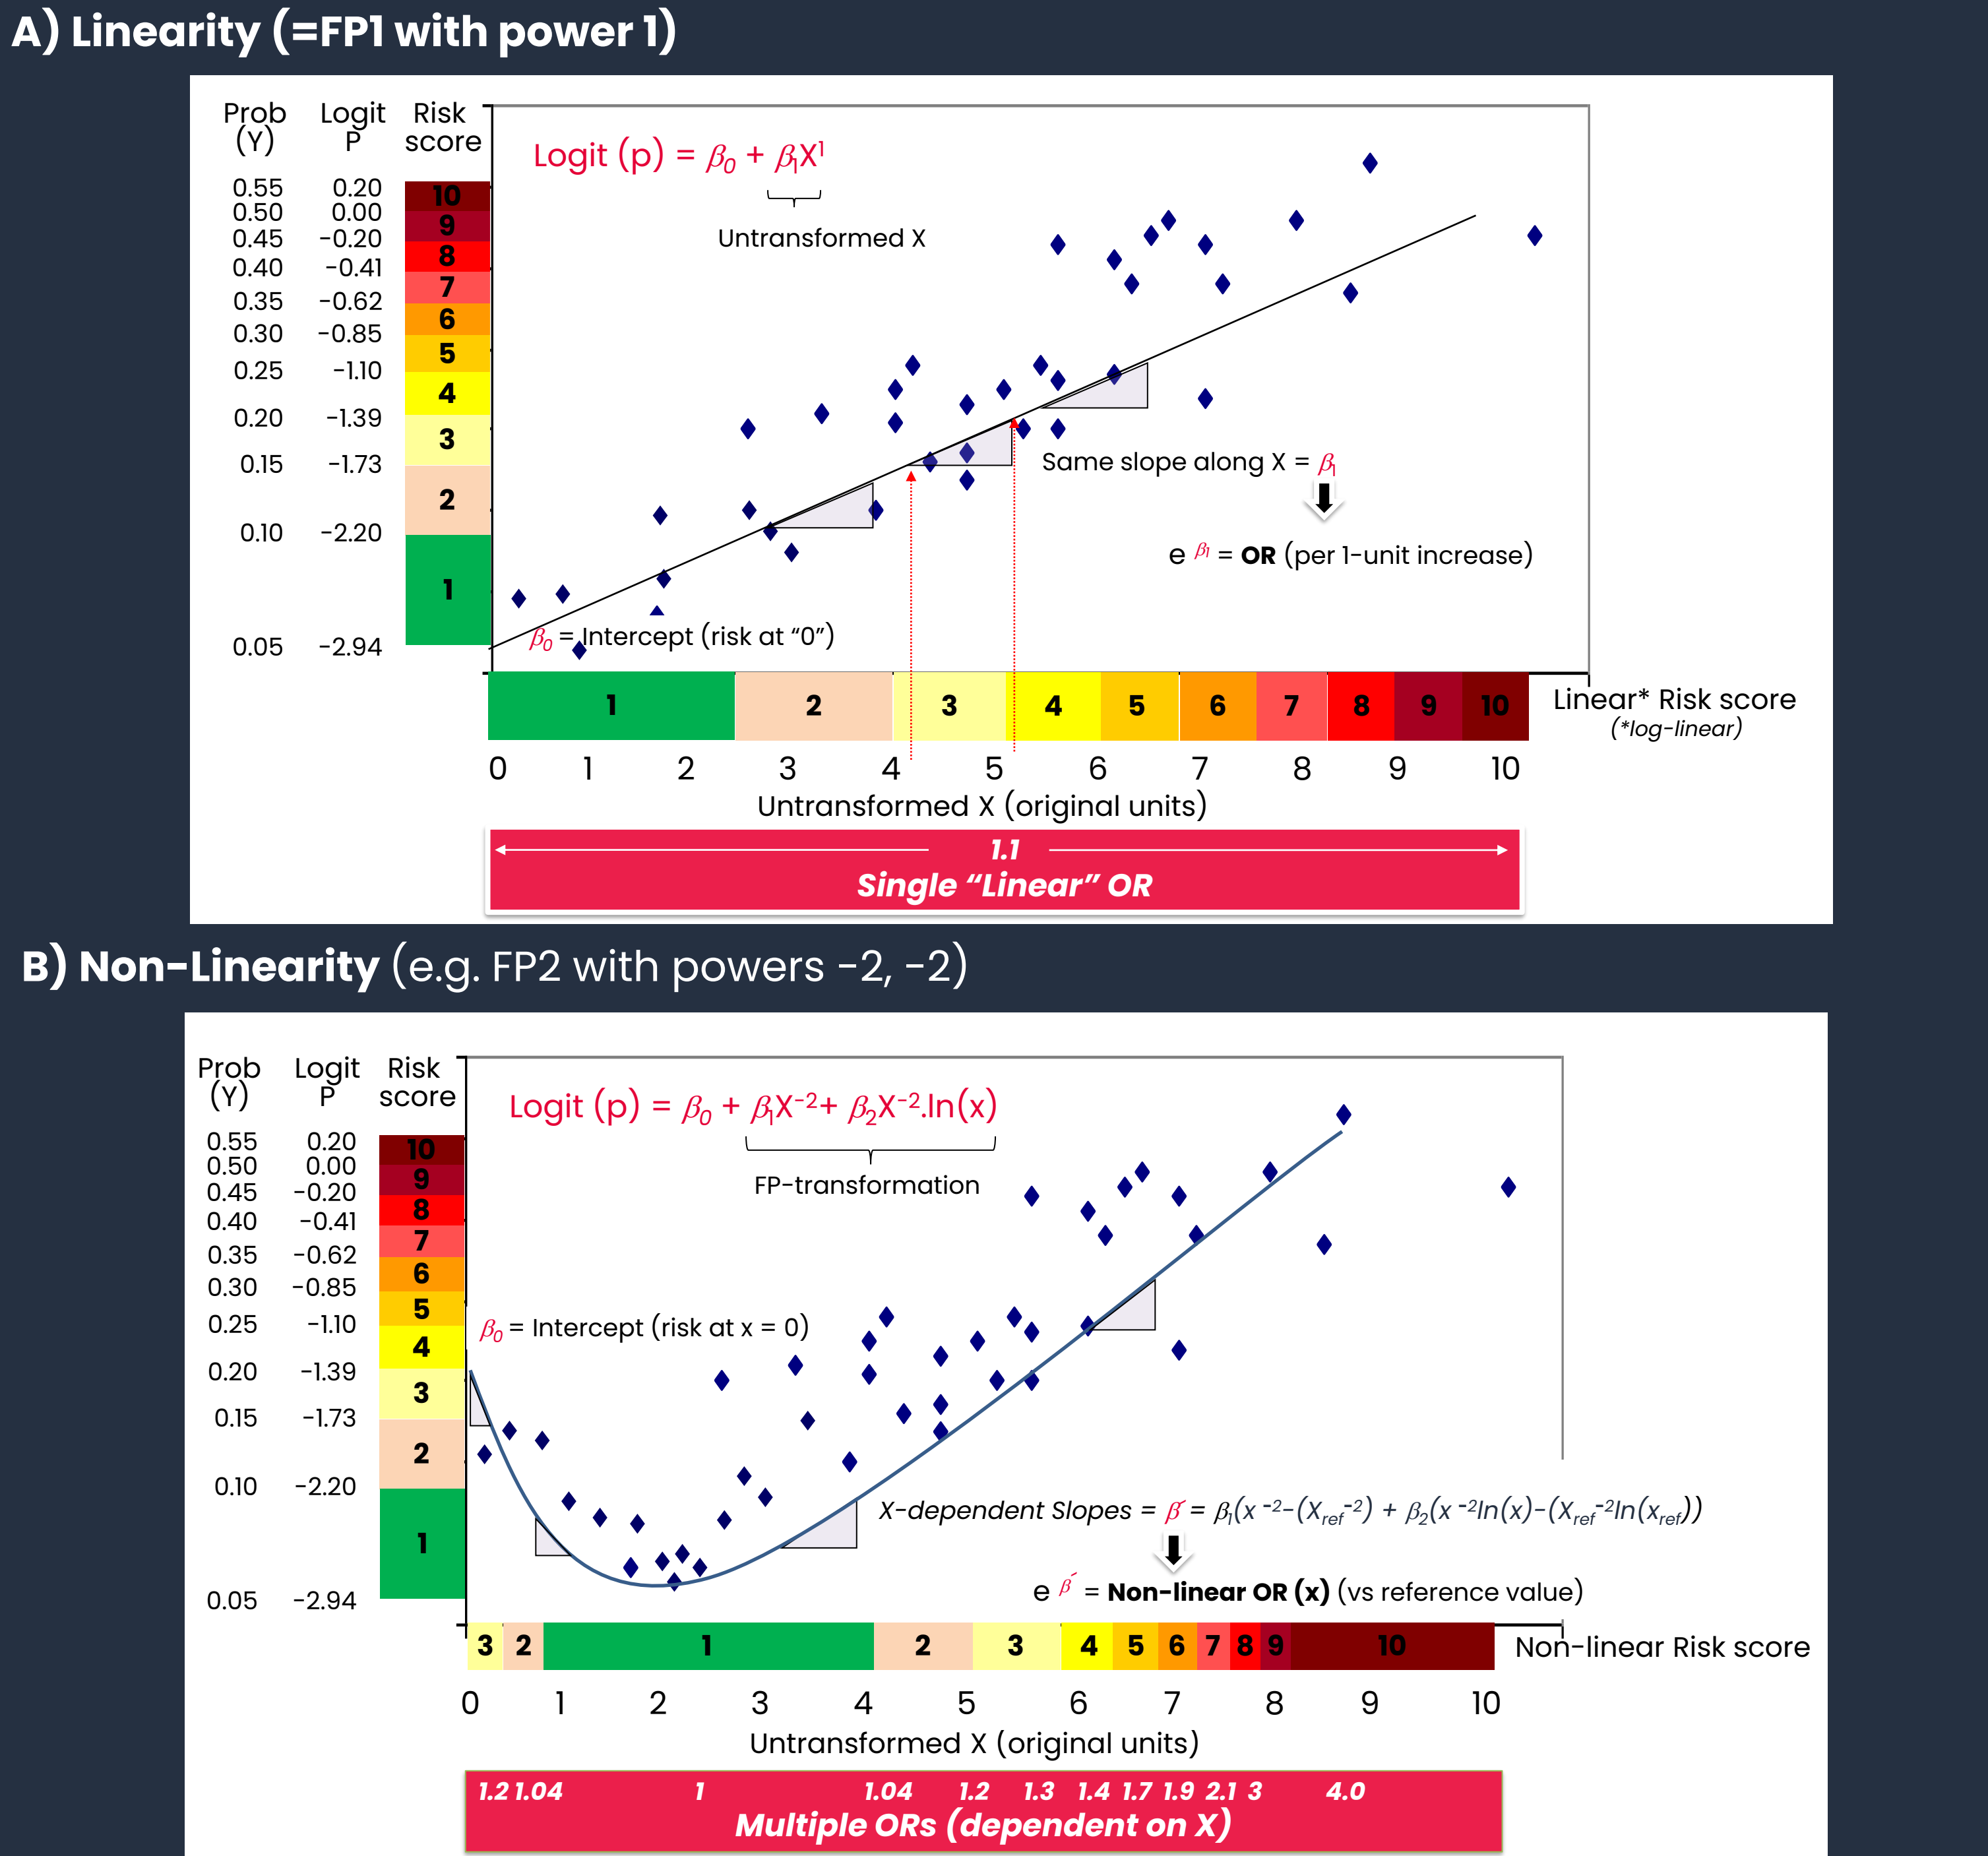 A) Linearity (=FP1 with power 1)
Prob (Y)
Logit P
Risk score
Logit (p) = β0 + β1X¹
Untransformed X
0.55 0.20 10
0.50 0.00 9
0.45 -0.20 8
0.40 -0.41 7
0.35 -0.62 6
0.30 -0.85 5
0.25 -1.10 4
0.20 -1.39 3
0.15 -1.73 2
0.10 -2.20 1
0.05 -2.94
Same slope along X = β1
e β1 = OR (per 1-unit increase)
β0 = Intercept (risk at “0”)
1 2 3 4 5 6 7 8 9 10
Linear* Risk score
(*log-linear)
0 1 2 3 4 5 6 7 8 9 10
Untransformed X (original units)
1.1
Single “Linear” OR
B) Non-Linearity (e.g. FP2 with powers -2, -2)
Prob (Y)
Logit P
Risk score
Logit (p) = β0 + β1X⁻²+ β2X⁻².ln(x)
FP-transformation
0.55 0.20 10
0.50 0.00 9
0.45 -0.20 8
0.40 -0.41 7
0.35 -0.62 6
0.30 -0.85 5
0.25 -1.10 4
0.20 -1.39 3
0.15 -1.73 2
0.10 -2.20 1
0.05 -2.94
β0 = Intercept (risk at x = 0)
X-dependent Slopes = β´ = β1(x ⁻²-(Xref⁻²) + β2(x ⁻²ln(x)-(Xref⁻²ln(xref))
e β´ = Non-linear OR (x) (vs reference value)
3 2 1 2 3 4 5 6 7 8 9 10
Non-linear Risk score
0 1 2 3 4 5 6 7 8 9 10
Untransformed X (original units)
1.2 1.04 1 1.04 1.2 1.3 1.4 1.7 1.9 2.1 3 4.0
Multiple ORs (dependent on X)